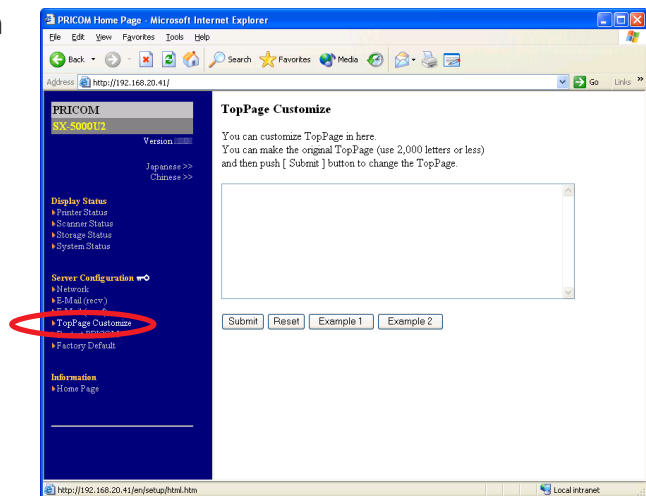 PRICOM Home Page - Microsoft Internet Explorer
File Edit View Favorites Tools Help
Back Search Favorites Media
Address http://192.168.20.41/ Go Links »
PRICOM
SX-5000U2
Version
Japanese >>
Chinese >>
Display Status
Printer Status
Scanner Status
Storage Status
System Status
Server Configuration
Network
E-Mail (recv.)
TopPage Customize
Factory Default
Information
Home Page
TopPage Customize
You can customize TopPage in here.
You can make the original TopPage (use 2,000 letters or less)
and then push [ Submit ] button to change the TopPage.
Submit Reset Example 1 Example 2
http://192.168.20.41/en/setup/html.htm Local intranet